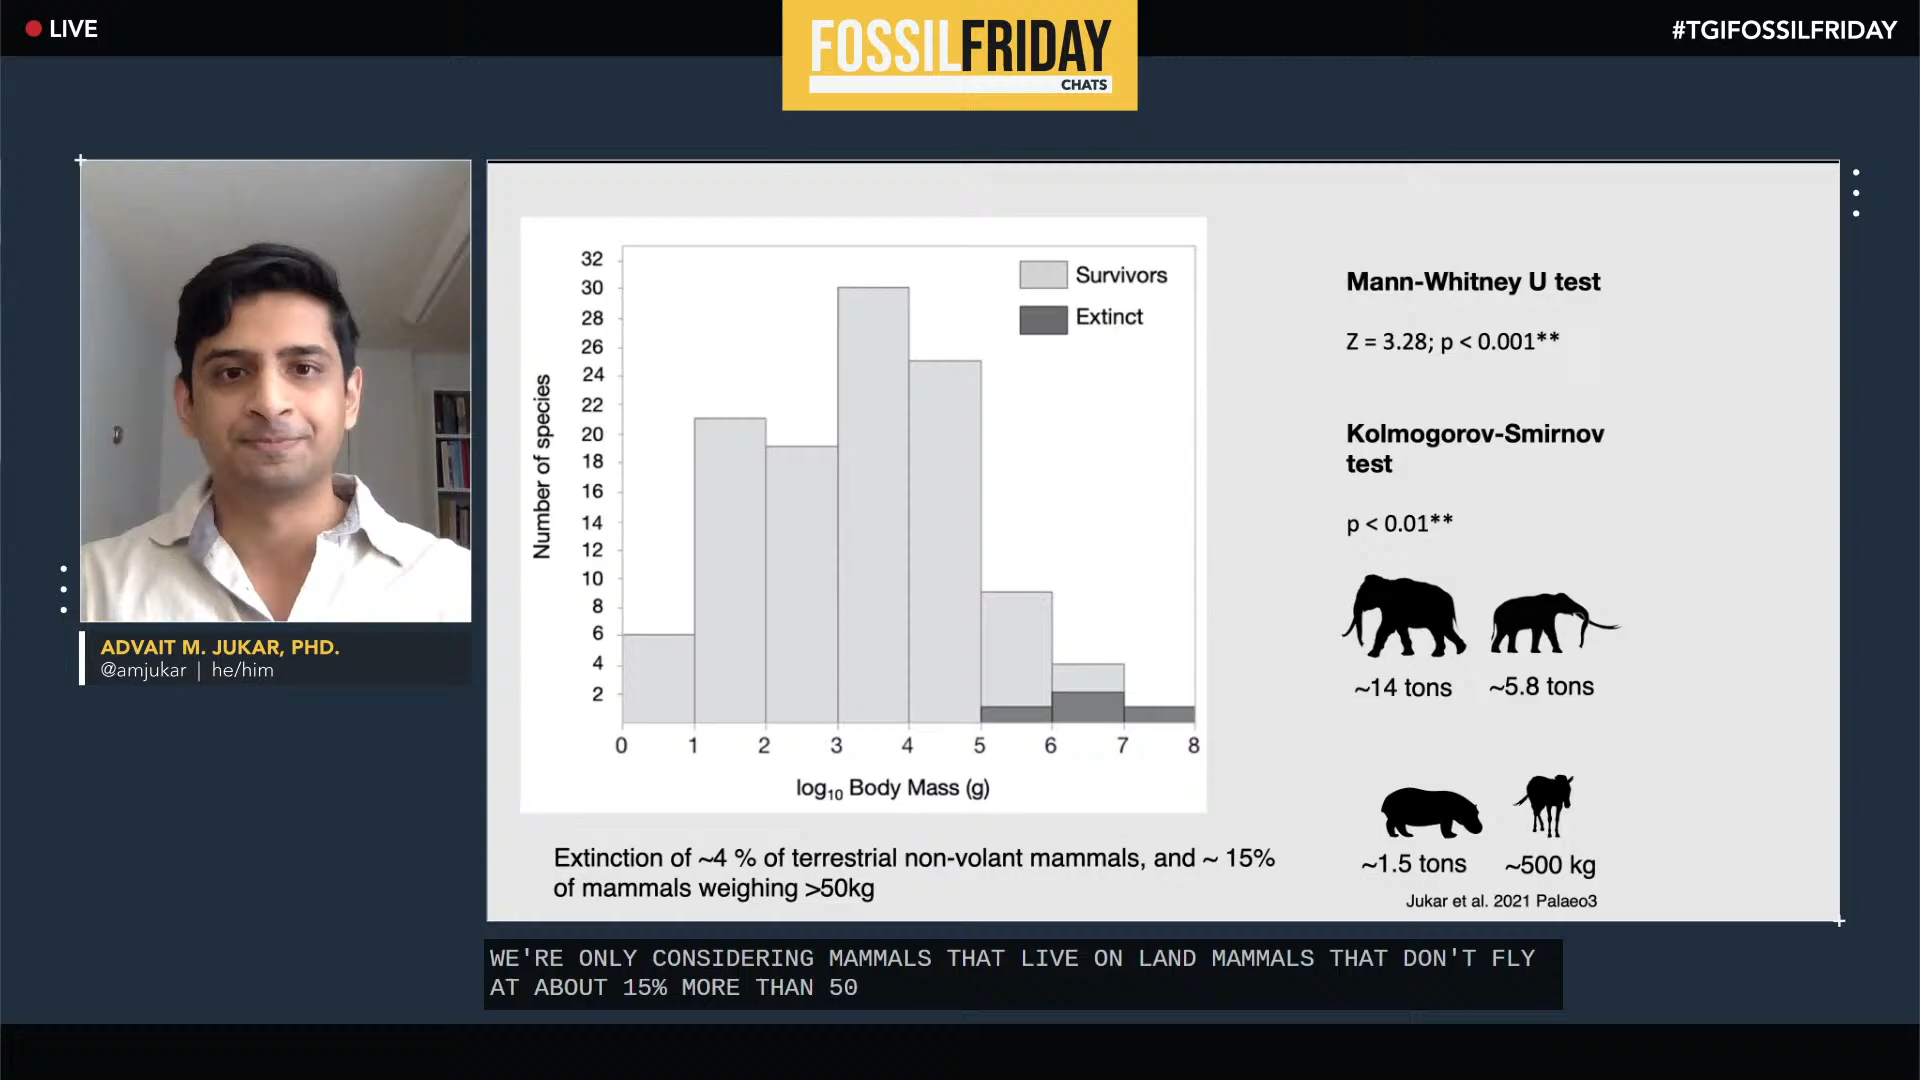 LIVE
FOSSILFRIDAY
CHATS
#TGIFOSSILFRIDAY
ADVAIT M. JUKAR, PHD.
@amjukar | he/him
Number of species
32
30
28
26
24
22
20
18
16
14
12
10
8
6
4
2
Survivors
Extinct
0 1 2 3 4 5 6 7 8
log10 Body Mass (g)
Mann-Whitney U test
Z = 3.28; p < 0.001**
Kolmogorov-Smirnov
test
p < 0.01**
~14 tons ~5.8 tons
~1.5 tons ~500 kg
Jukar et al. 2021 Palaeo3
Extinction of ~4 % of terrestrial non-volant mammals, and ~ 15%
of mammals weighing >50kg
WE'RE ONLY CONSIDERING MAMMALS THAT LIVE ON LAND MAMMALS THAT DON'T FLY
AT ABOUT 15% MORE THAN 50